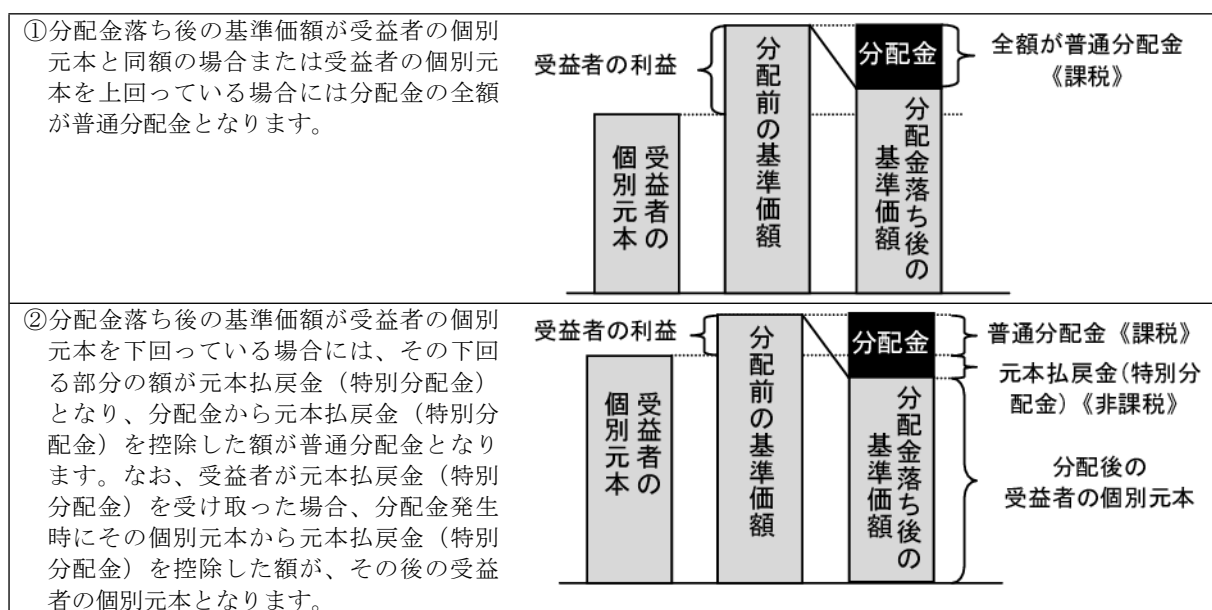 ①分配金落ち後の基準価額が受益者の個別
元本と同額の場合または受益者の個別元
本を上回っている場合には分配金の全額
が普通分配金となります。
受益者の利益
受益者の
個別元本
分配前の基準価額
分配金
分配金落ち後の
基準価額
全額が普通分配金
《課税》
②分配金落ち後の基準価額が受益者の個別
元本を下回っている場合には、その下回
る部分の額が元本払戻金（特別分配金）
となり、分配金から元本払戻金（特別分
配金）を控除した額が普通分配金となり
ます。なお、受益者が元本払戻金（特別
分配金）を受け取った場合、分配金発生
時にその個別元本から元本払戻金（特別
分配金）を控除した額が、その後の受益
者の個別元本となります。
受益者の利益
受益者の
個別元本
分配前の基準価額
分配金
分配金落ち後の
基準価額
普通分配金《課税》
元本払戻金（特別分
配金）《非課税》
分配後の
受益者の個別元本